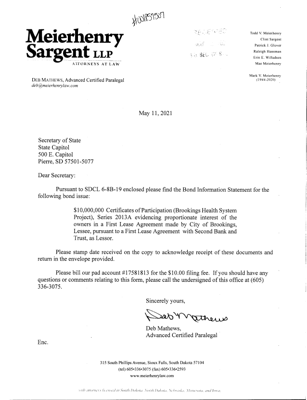 Meierhenry
Sargent LLP
ATTORNEYS AT LAW
Todd V. Meierhenry
Clint Sargent
Patrick J. Glover
Raleigh Hansman
Erin E. Willadsen
Max Meierhenry
Mark V. Meierhenry
(1944-2020)
DEB MATHEWS, Advanced Certified Paralegal
deb@meierhenrylaw.com
May 11, 2021
Secretary of State
State Capitol
500 E. Capitol
Pierre, SD 57501-5077
Dear Secretary:
Pursuant to SDCL 6-8B-19 enclosed please find the Bond Information Statement for the
following bond issue:
$10,000,000 Certificates of Participation (Brookings Health System
Project), Series 2013A evidencing proportionate interest of the
owners in a First Lease Agreement made by City of Brookings,
Lessee, pursuant to a First Lease Agreement with Second Bank and
Trust, as Lessor.
Please stamp date received on the copy to acknowledge receipt of these documents and
return in the envelope provided.
Please bill our pad account #17581813 for the $10.00 filing fee. If you should have any
questions or comments relating to this form, please call the undersigned of this office at (605)
336-3075.
Sincerely yours,
Deb Mathews
Deb Mathews,
Advanced Certified Paralegal
Enc.
315 South Phillips Avenue, Sioux Falls, South Dakota 57104
(tel) 605•336•3075 (fax) 605•336•2593
www.meierhenrylaw.com